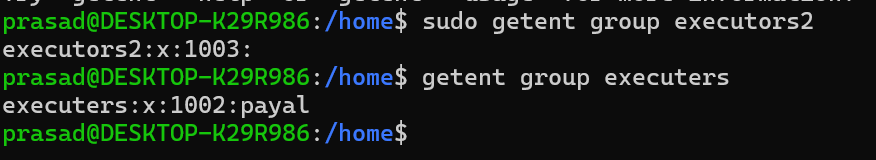 prasad@DESKTOP-K29R986:/home$ sudo getent group executors2
executors2:x:1003:
prasad@DESKTOP-K29R986:/home$ getent group executers
executers:x:1002:payal
prasad@DESKTOP-K29R986:/home$